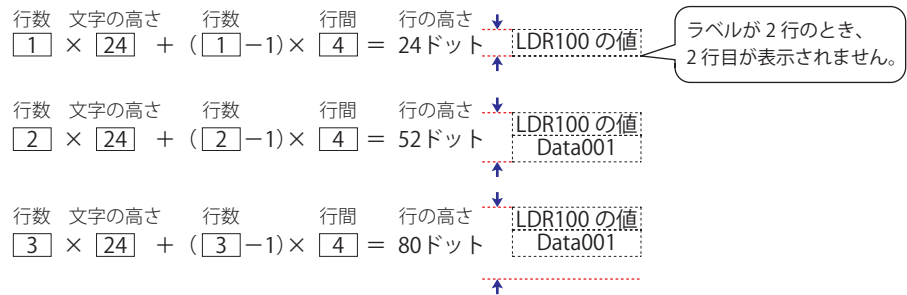 行数 文字の高さ 行数 行間 行の高さ
1 × 24 + (1−1)× 4 = 24ドット
LDR100 の値
ラベルが 2 行のとき、
2 行目が表示されません。
行数 文字の高さ 行数 行間 行の高さ
2 × 24 + (2−1)× 4 = 52ドット
LDR100 の値
Data001
行数 文字の高さ 行数 行間 行の高さ
3 × 24 + (3−1)× 4 = 80ドット
LDR100 の値
Data001